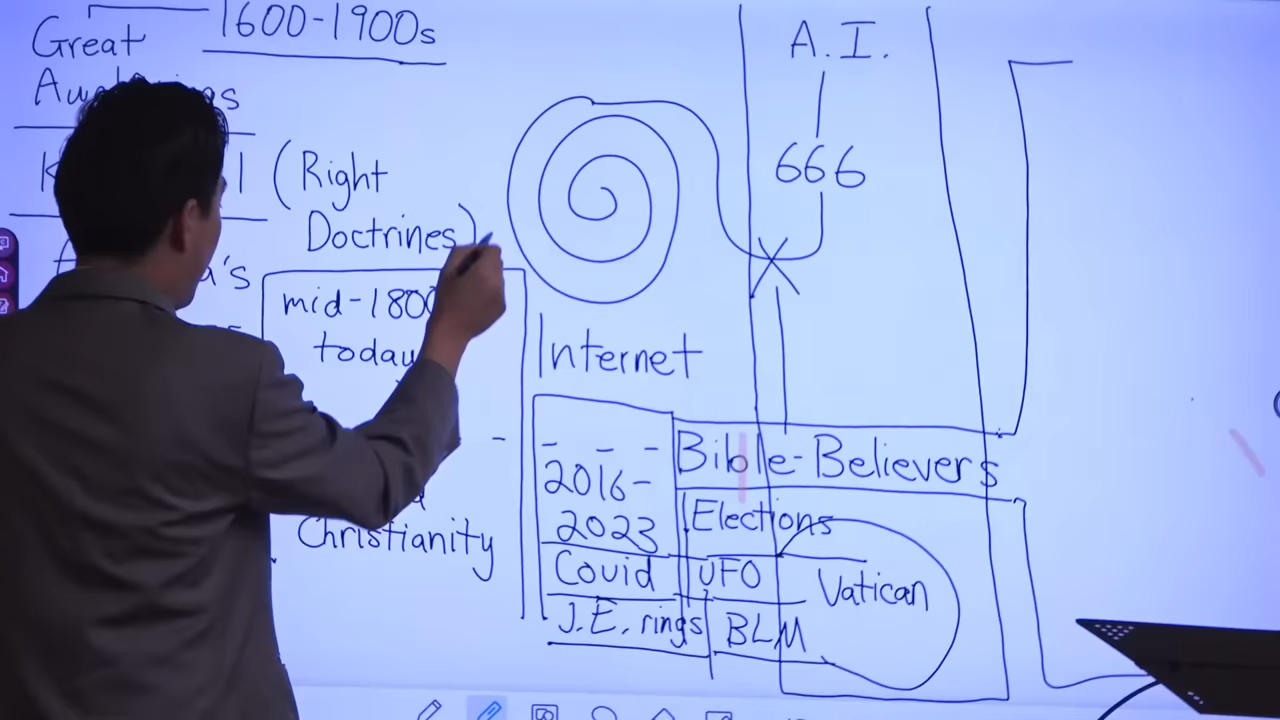 Great
1600-1900s
(Right
Doctrines)
mid-1800
today
Christianity
Internet
2016-
2023
Covid
J.E. rings
A.I.
666
Bible-Believers
Elections
UFO
BLM
Vatican